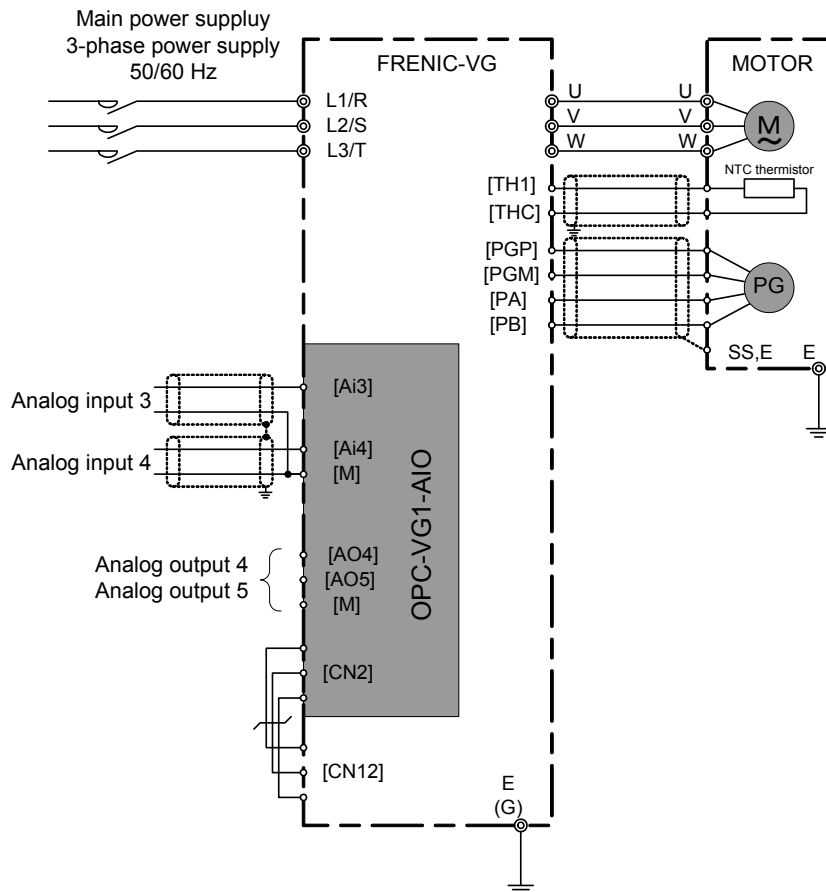 Main power suppluy
3-phase power supply
50/60 Hz
FRENIC-VG
MOTOR
L1/R
L2/S
L3/T
U
V
W
U
V
W
M
~
NTC thermistor
[TH1]
[THC]
[PGP]
[PGM]
[PA]
[PB]
PG
SS,E
E
Analog input 3
Analog input 4
[Ai3]
[Ai4]
[M]
OPC-VG1-AIO
Analog output 4
Analog output 5
[AO4]
[AO5]
[M]
[CN2]
[CN12]
E
(G)